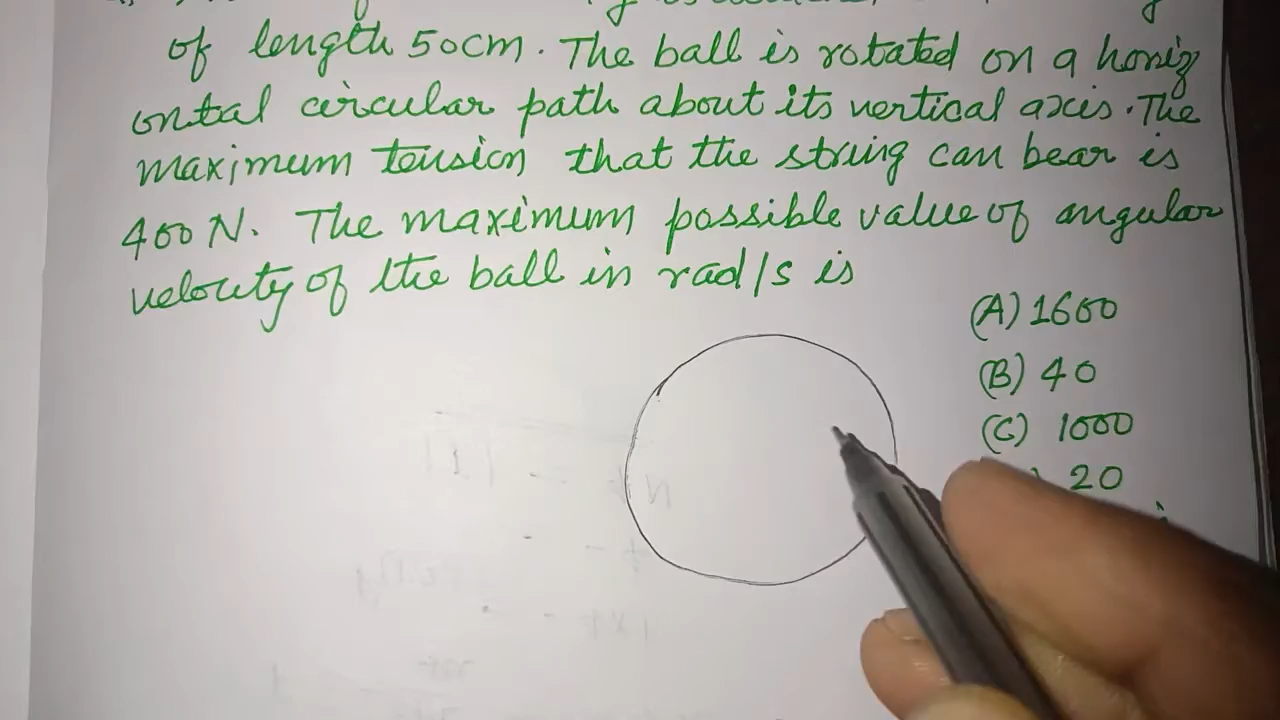 of length 50cm. The ball is rotated on a horiz
ontal circular path about its vertical axis. The
maximum tension that the string can bear is
400 N. The maximum possible value of angular
velocity of the ball in rad/s is
(A) 1600
(B) 40
(C) 1000
20